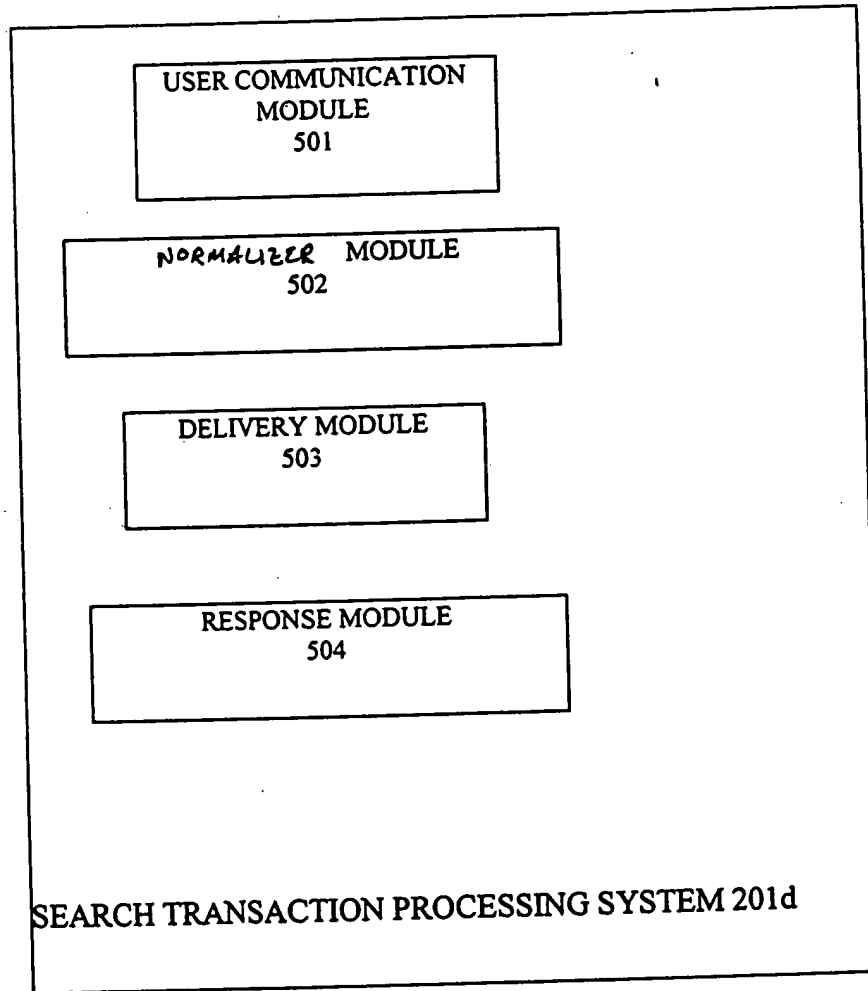 USER COMMUNICATION
MODULE
501
NORMALIZER MODULE
502
DELIVERY MODULE
503
RESPONSE MODULE
504
SEARCH TRANSACTION PROCESSING SYSTEM 201d